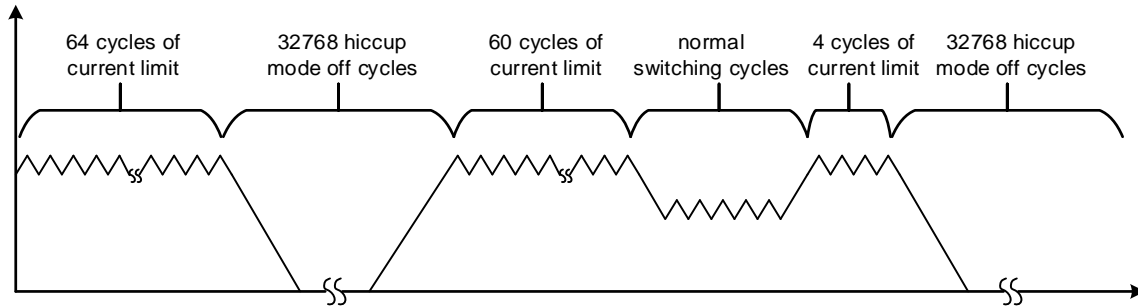 64 cycles of
current limit
32768 hiccup
mode off cycles
60 cycles of
current limit
normal
switching cycles
4 cycles of
current limit
32768 hiccup
mode off cycles